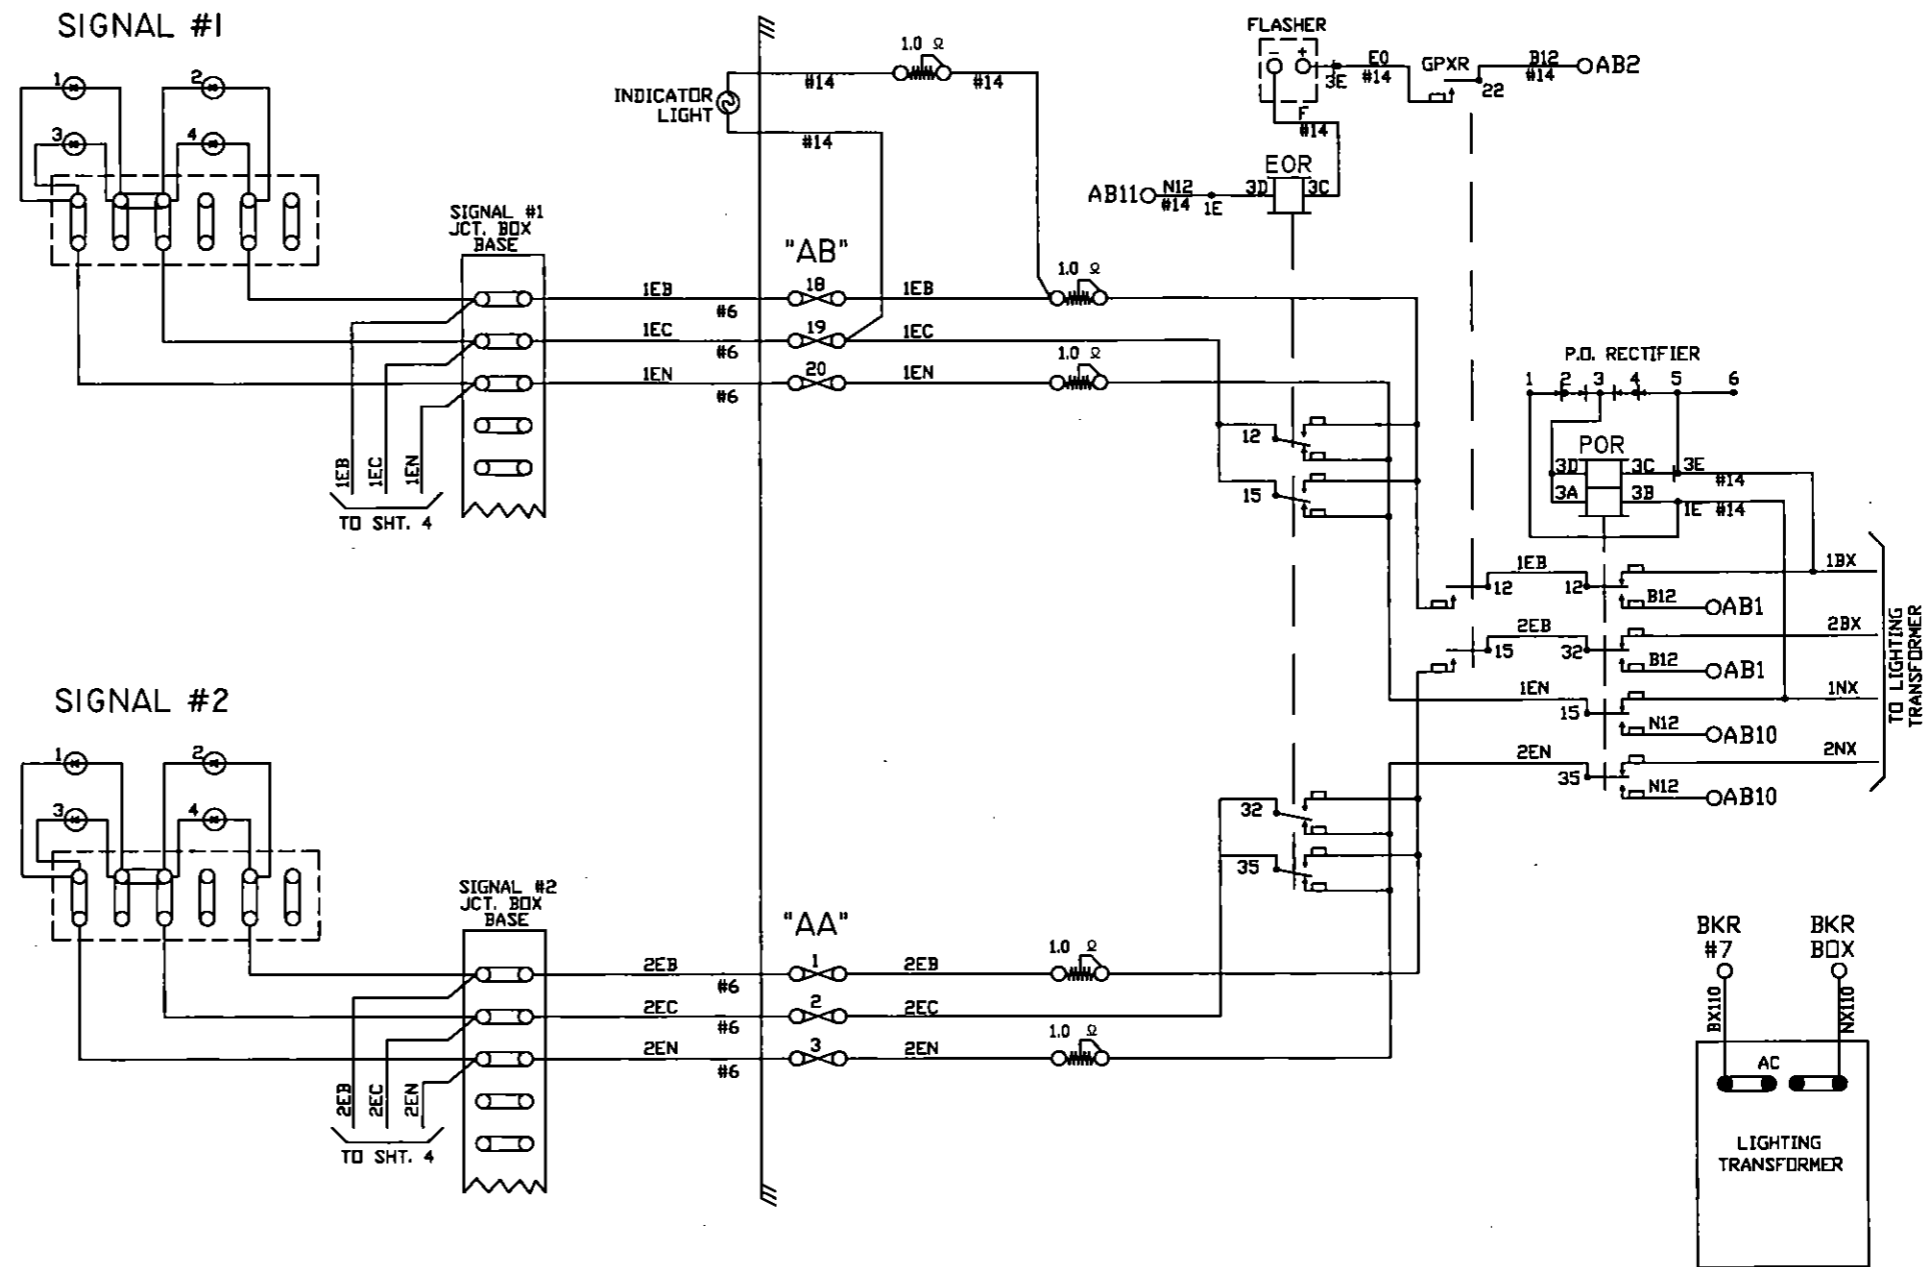 SIGNAL #1
1
2
3
4
SIGNAL #1
JCT. BOX
BASE
1EB
1EC
1EN
TO SHT. 4
INDICATOR
LIGHT
#14
#14
1.0 Ω
#14
"AB"
1EB
#6
18
1EB
1.0 Ω
1EC
#6
19
1EC
1EN
#6
20
1EN
1.0 Ω
FLASHER
- +
3E
E0
#14
GPXR
22
B12
#14
AB2
F
#14
EOR
AB11
N12
#14
1E
3D
3C
12
15
P.O. RECTIFIER
1 2 3 4 5 6
POR
3D
3C
3E
#14
3A
3B
1E
#14
12
1EB
12
1BX
B12
AB1
15
2EB
32
2BX
B12
AB1
1EN
15
1NX
N12
AB10
2EN
35
2NX
N12
AB10
TO LIGHTING
TRANSFORMER
SIGNAL #2
1
2
3
4
SIGNAL #2
JCT. BOX
BASE
2EB
2EC
2EN
TO SHT. 4
32
35
"AA"
2EB
#6
1
2EB
1.0 Ω
2EC
#6
2
2EC
2EN
#6
3
2EN
1.0 Ω
BKR
#7
BKR
BOX
BX110
NX110
AC
LIGHTING
TRANSFORMER